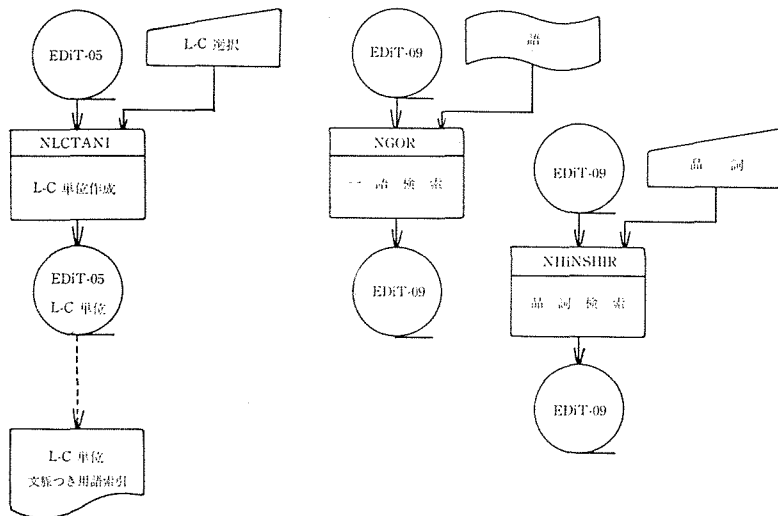 EDiT-05
L-C 選択
NLCTANI
L-C 単位作成
EDiT-05
L-C 単位
L-C 単位
文脈つき用語索引
EDiT-09
語
NGOR
一語検索
EDiT-09
EDiT-09
品詞
NHiNSHIR
品詞検索
EDiT-09